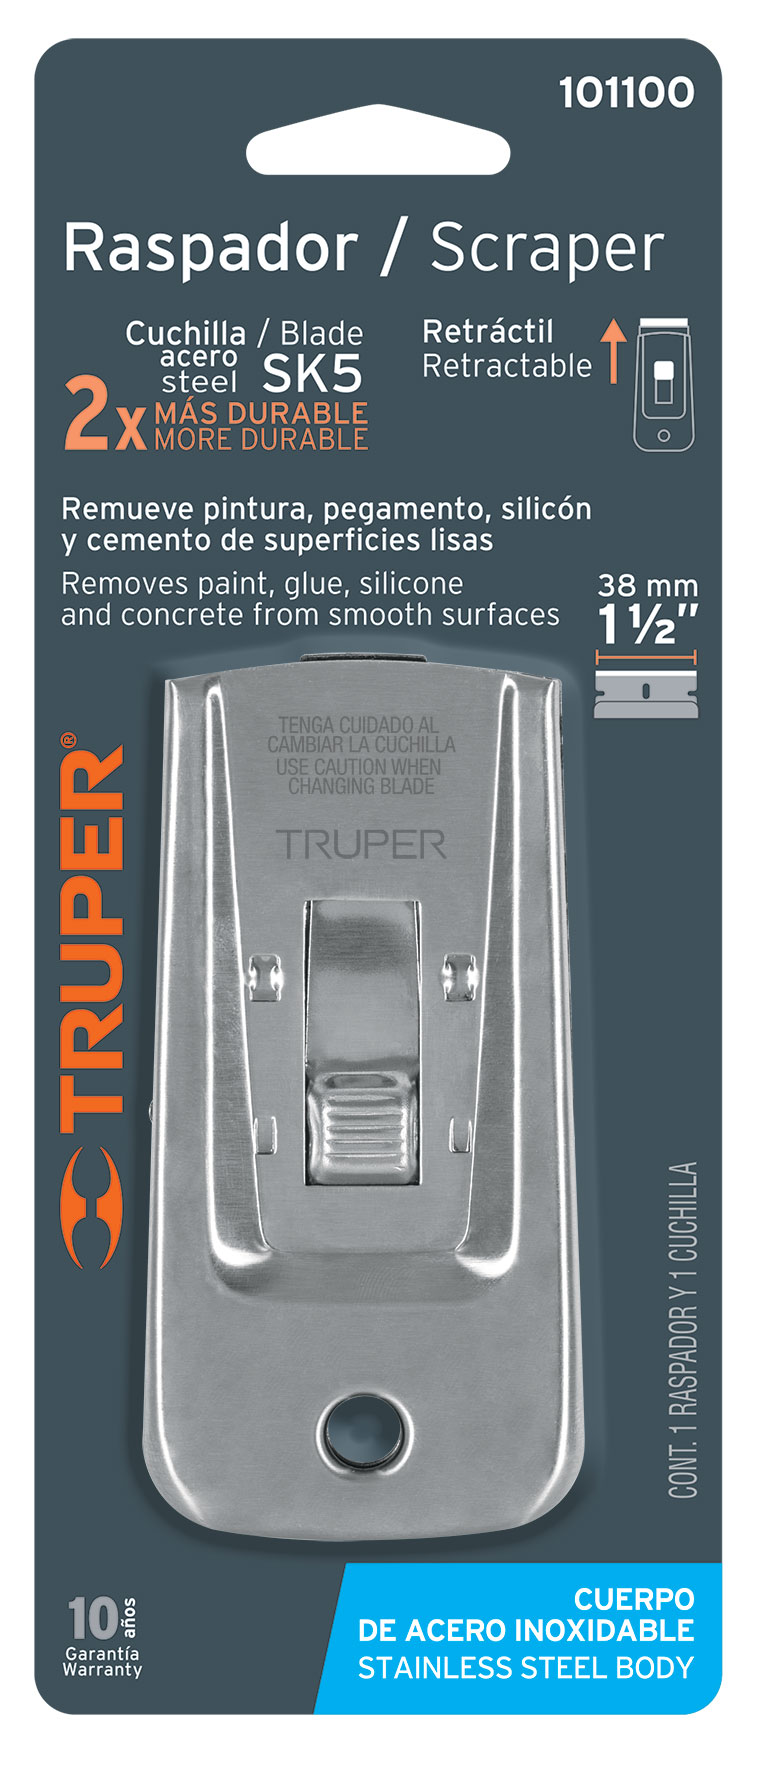 101100
Raspador / Scraper
Cuchilla / Blade
acero
steel SK5
2x MÁS DURABLE
MORE DURABLE
Retráctil
Retractable
Remueve pintura, pegamento, silicón
y cemento de superficies lisas
Removes paint, glue, silicone
and concrete from smooth surfaces
38 mm
1 ½"
TENGA CUIDADO AL
CAMBIAR LA CUCHILLA
USE CAUTION WHEN
CHANGING BLADE
TRUPER
TRUPER®
CONT. 1 RASPADOR Y 1 CUCHILLA
10 años
Garantía
Warranty
CUERPO
DE ACERO INOXIDABLE
STAINLESS STEEL BODY